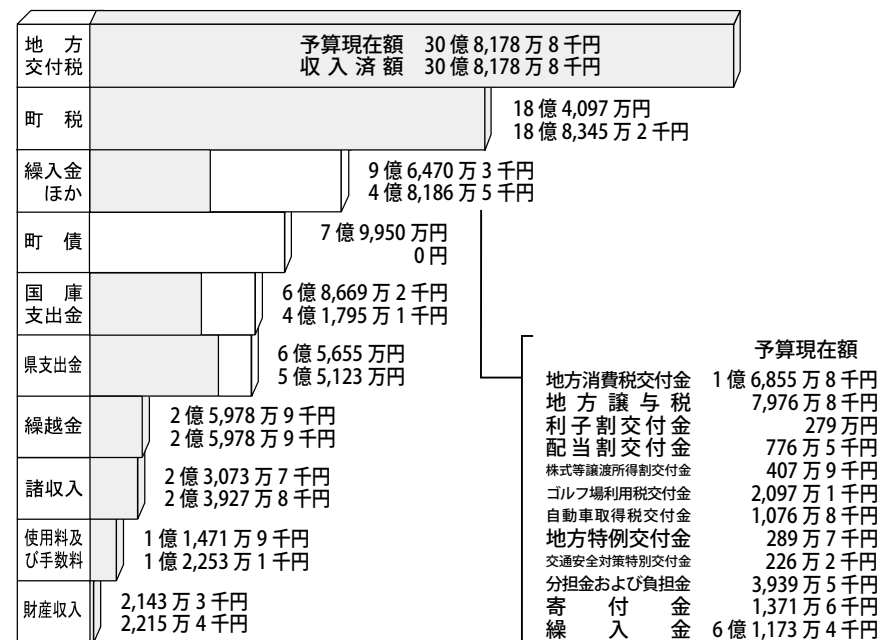 地方交付税
予算現在額 30億8,178万8千円
収入済額 30億8,178万8千円
町税
18億4,097万円
18億8,345万2千円
繰入金ほか
9億6,470万3千円
4億8,186万5千円
町債
7億9,950万円
0円
国庫支出金
6億8,669万2千円
4億1,795万1千円
県支出金
6億5,655万円
5億5,123万円
繰越金
2億5,978万9千円
2億5,978万9千円
諸収入
2億3,073万7千円
2億3,927万8千円
使用料及び手数料
1億1,471万9千円
1億2,253万1千円
財産収入
2,143万3千円
2,215万4千円
予算現在額
地方消費税交付金 1億6,855万8千円
地方譲与税 7,976万8千円
利子割交付金 279万円
配当割交付金 776万5千円
株式等譲渡所得割交付金 407万9千円
ゴルフ場利用税交付金 2,097万1千円
自動車取得税交付金 1,076万8千円
地方特例交付金 289万7千円
交通安全対策特別交付金 226万2千円
分担金および負担金 3,939万5千円
寄付金 1,371万6千円
繰入金 6億1,173万4千円